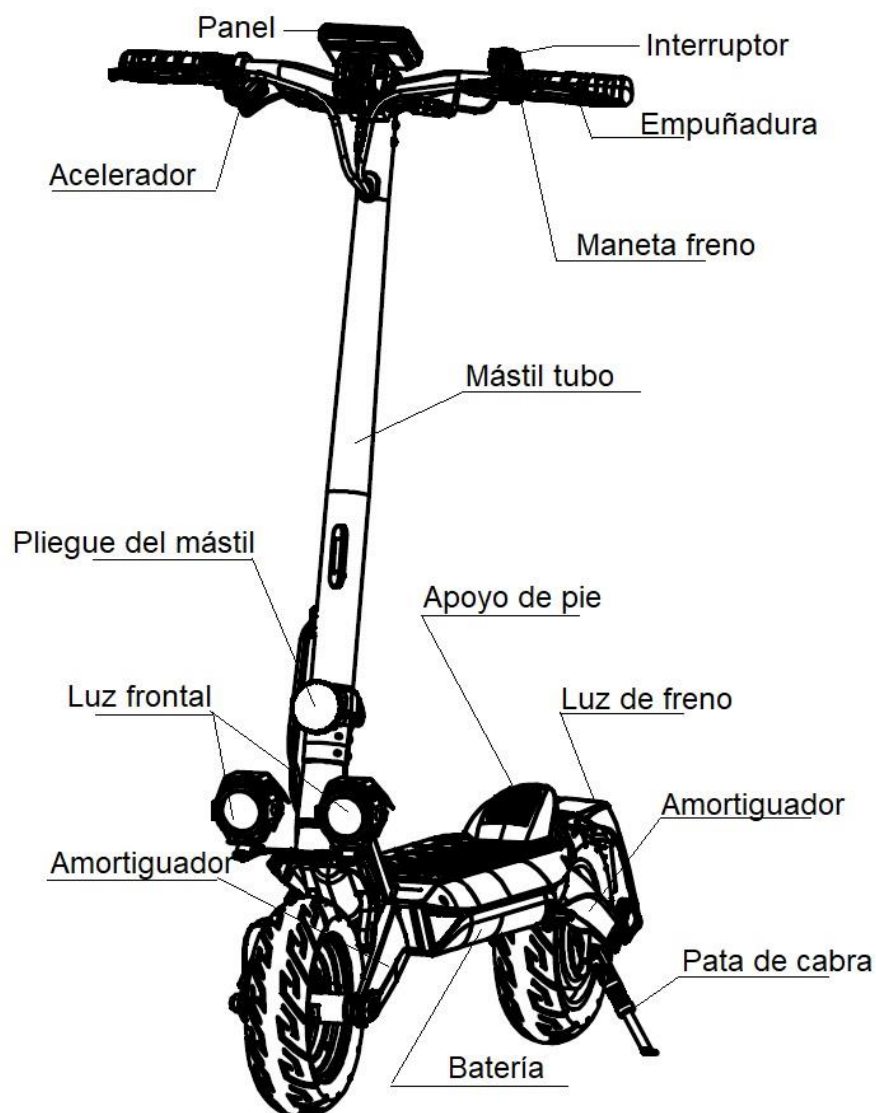 Panel
Interruptor
Empuñadura
Acelerador
Maneta freno
Mástil tubo
Pliegue del mástil
Apoyo de pie
Luz frontal
Luz de freno
Amortiguador
Amortiguador
Pata de cabra
Batería